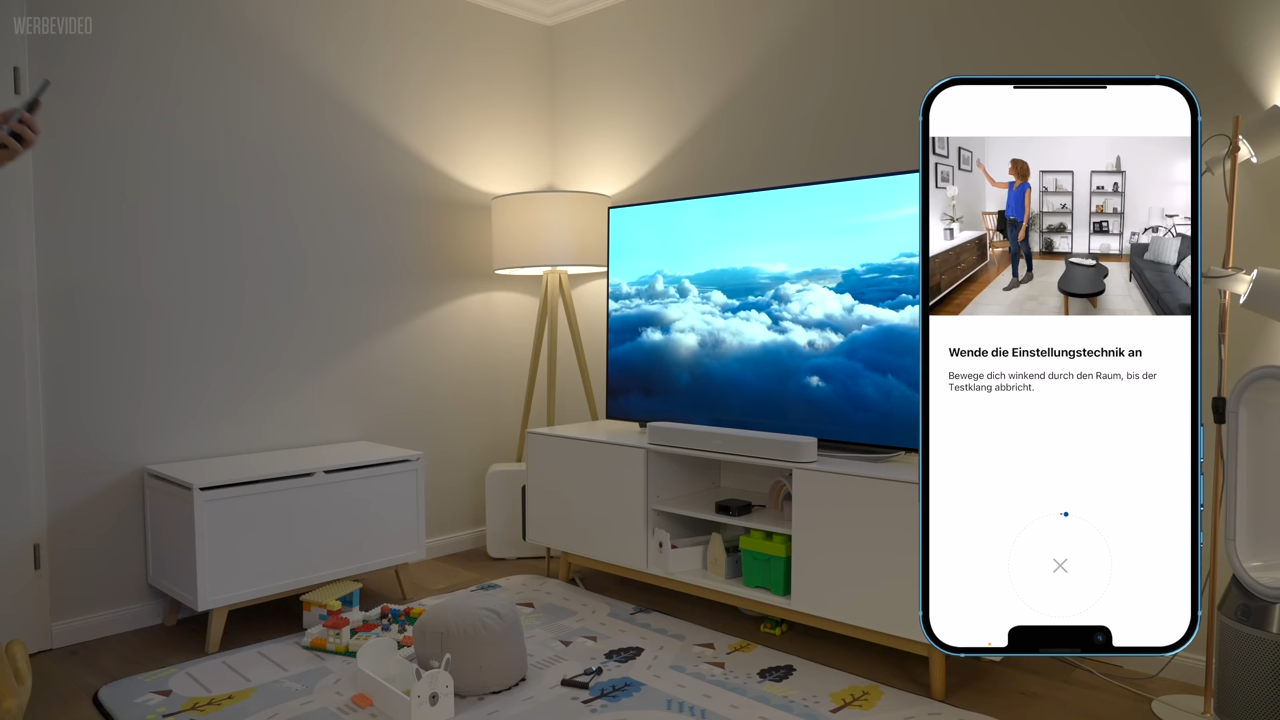 WERBEVIDEO
Wende die Einstellungstechnik an
Bewege dich winkend durch den Raum, bis der
Testklang abbricht.